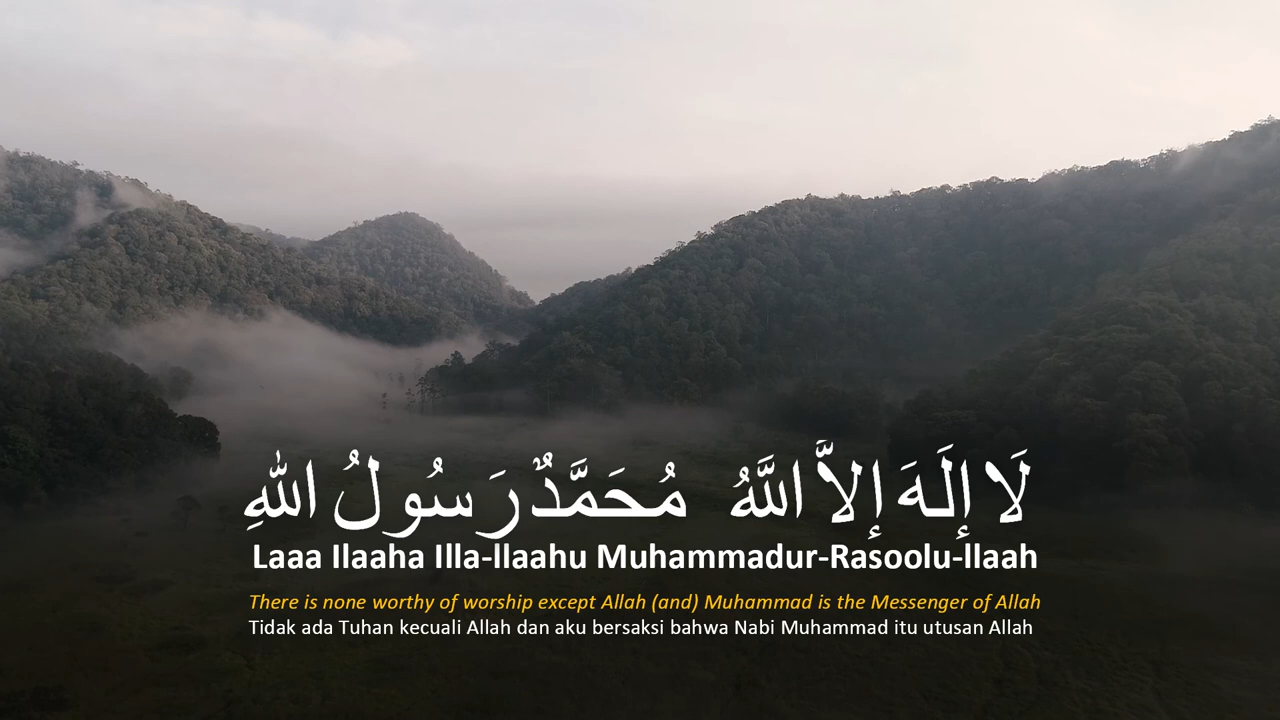 لَا إِلَهَ إِلاَّ اللَّهُ مُحَمَّدٌ رَسُولُ اللهِ
Laaa Ilaaha Illa-llaahu Muhammadur-Rasoolu-llaah
There is none worthy of worship except Allah (and) Muhammad is the Messenger of Allah
Tidak ada Tuhan kecuali Allah dan aku bersaksi bahwa Nabi Muhammad itu utusan Allah